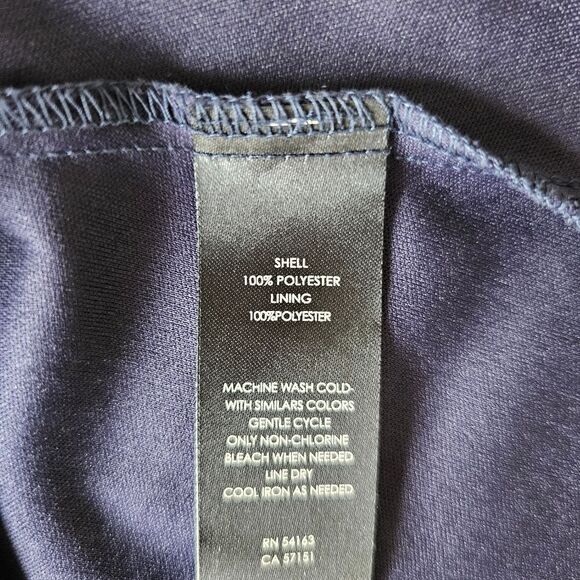 SHELL
100% POLYESTER
LINING
100%POLYESTER
MACHINE WASH COLD-
WITH SIMILARS COLORS
GENTLE CYCLE
ONLY NON-CHLORINE
BLEACH WHEN NEEDED
LINE DRY
COOL IRON AS NEEDED
RN 54163
CA 57151